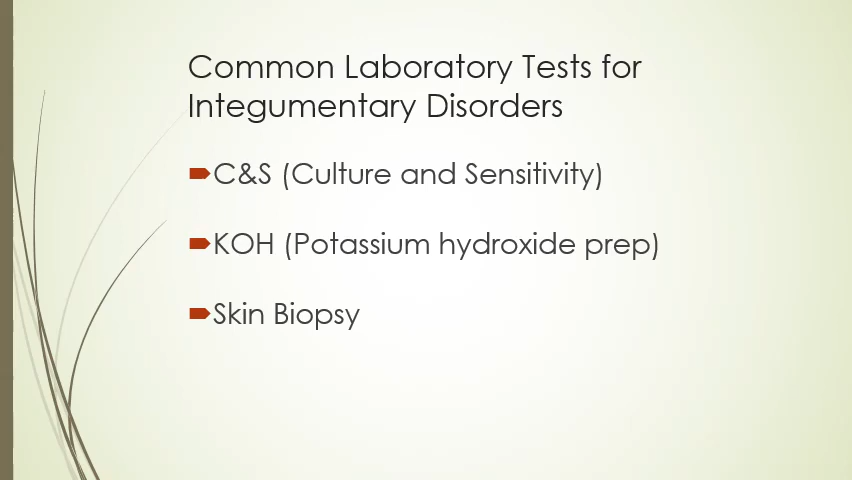 Common Laboratory Tests for
Integumentary Disorders
C&S (Culture and Sensitivity)
KOH (Potassium hydroxide prep)
Skin Biopsy